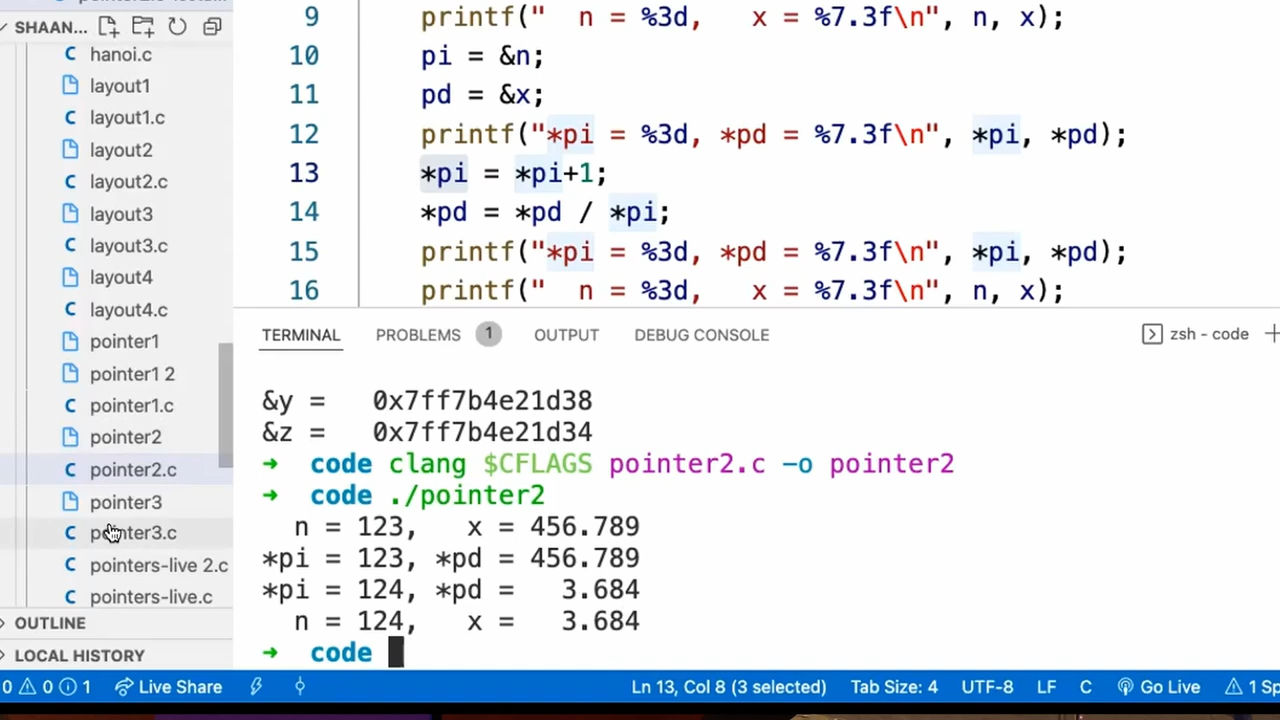 SHAAN...
hanoi.c
layout1
layout1.c
layout2
layout2.c
layout3
layout3.c
layout4
layout4.c
pointer1
pointer1 2
pointer1.c
pointer2
pointer2.c
pointer3
pointer3.c
pointers-live 2.c
pointers-live.c
OUTLINE
LOCAL HISTORY
9 printf("  n = %3d,   x = %7.3f\n", n, x);
10 pi = &n;
11 pd = &x;
12 printf("*pi = %3d, *pd = %7.3f\n", *pi, *pd);
13 *pi = *pi+1;
14 *pd = *pd / *pi;
15 printf("*pi = %3d, *pd = %7.3f\n", *pi, *pd);
16 printf("  n = %3d,   x = %7.3f\n", n, x);
TERMINAL PROBLEMS 1 OUTPUT DEBUG CONSOLE zsh - code
&y =   0x7ff7b4e21d38
&z =   0x7ff7b4e21d34
➜  code clang $CFLAGS pointer2.c -o pointer2
➜  code ./pointer2
  n = 123,   x = 456.789
*pi = 123, *pd = 456.789
*pi = 124, *pd =   3.684
  n = 124,   x =   3.684
➜  code
0 0 1 Live Share Ln 13, Col 8 (3 selected) Tab Size: 4 UTF-8 LF C Go Live 1 Sp